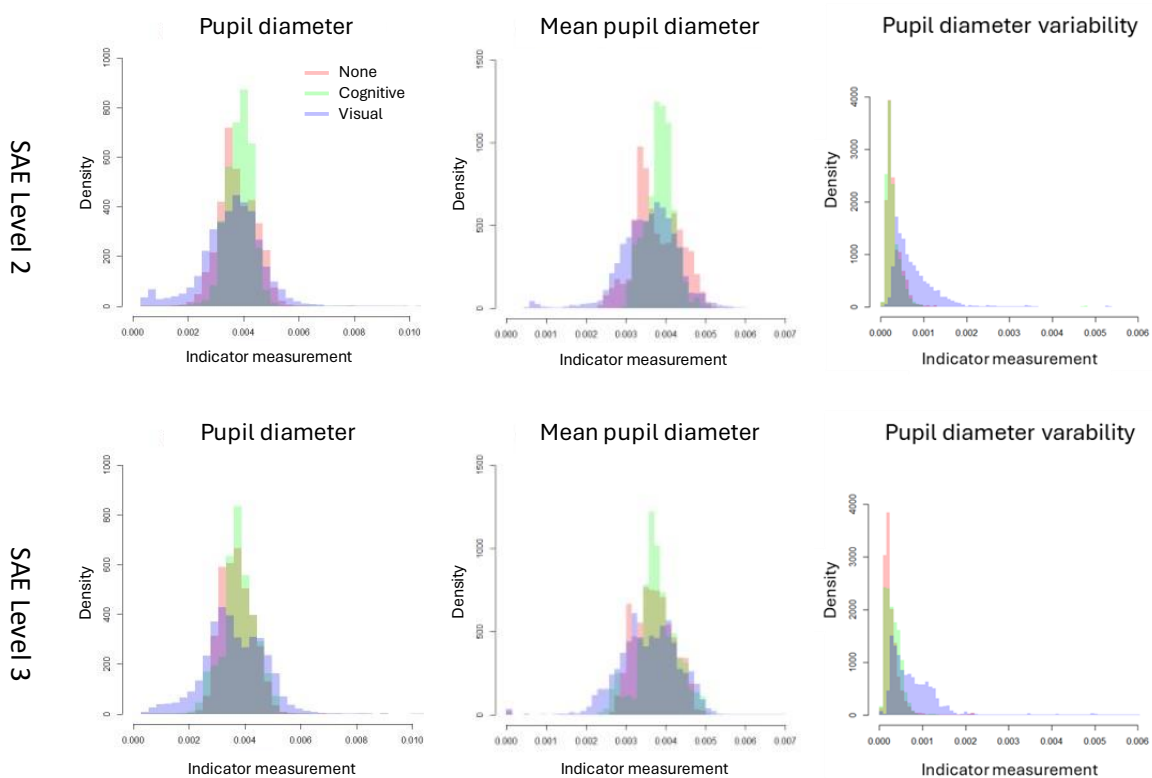 Pupil diameter
Mean pupil diameter
Pupil diameter variability
SAE Level 2
None
Cognitive
Visual
Density
0 200 400 600 800 1000
0.000 0.002 0.004 0.006 0.008 0.010
Indicator measurement
Density
0 500 1000 1500
0.000 0.001 0.002 0.003 0.004 0.005 0.006 0.007
Indicator measurement
Density
0 1000 2000 3000 4000
0.000 0.001 0.002 0.003 0.004 0.005 0.006
Indicator measurement
Pupil diameter
Mean pupil diameter
Pupil diameter varability
SAE Level 3
Density
0 200 400 600 800 1000
0.000 0.002 0.004 0.006 0.008 0.010
Indicator measurement
Density
0 500 1000 1500
0.000 0.001 0.002 0.003 0.004 0.005 0.006 0.007
Indicator measurement
Density
0 1000 2000 3000 4000
0.000 0.001 0.002 0.003 0.004 0.005 0.006
Indicator measurement